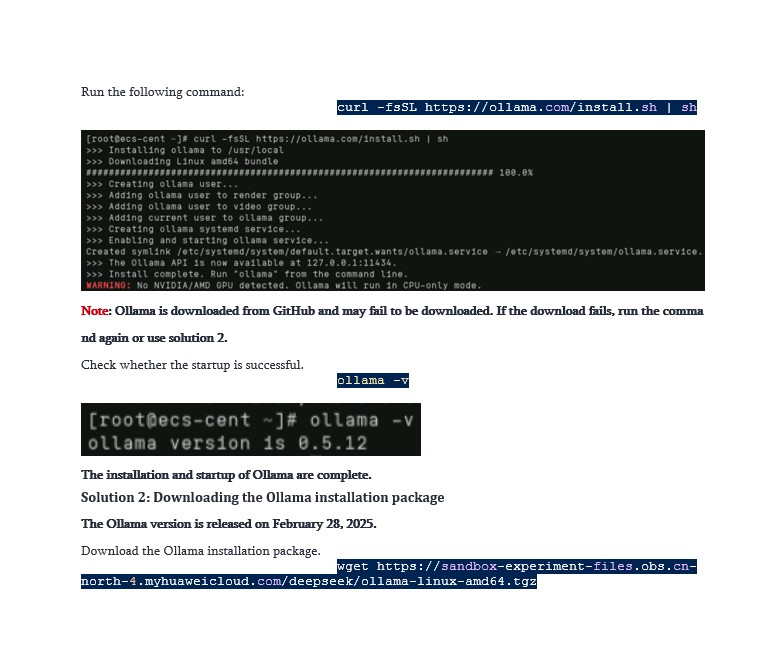 Run the following command:
curl -fsSL https://ollama.com/install.sh | sh
[root@ecs-cent ~]# curl -fsSL https://ollama.com/install.sh | sh
>>> Installing ollama to /usr/local
>>> Downloading Linux amd64 bundle
######################################################################## 100.0%
>>> Creating ollama user...
>>> Adding ollama user to render group...
>>> Adding ollama user to video group...
>>> Adding current user to ollama group...
>>> Creating ollama systemd service...
>>> Enabling and starting ollama service...
Created symlink /etc/systemd/system/default.target.wants/ollama.service → /etc/systemd/system/ollama.service.
>>> The Ollama API is now available at 127.0.0.1:11434.
>>> Install complete. Run "ollama" from the command line.
WARNING: No NVIDIA/AMD GPU detected. Ollama will run in CPU-only mode.
Note: Ollama is downloaded from GitHub and may fail to be downloaded. If the download fails, run the comma
nd again or use solution 2.
Check whether the startup is successful.
ollama -v
[root@ecs-cent ~]# ollama -v
ollama version is 0.5.12
The installation and startup of Ollama are complete.
Solution 2: Downloading the Ollama installation package
The Ollama version is released on February 28, 2025.
Download the Ollama installation package.
wget https://sandbox-experiment-files.obs.cn-
north-4.myhuaweicloud.com/deepseek/ollama-linux-amd64.tgz